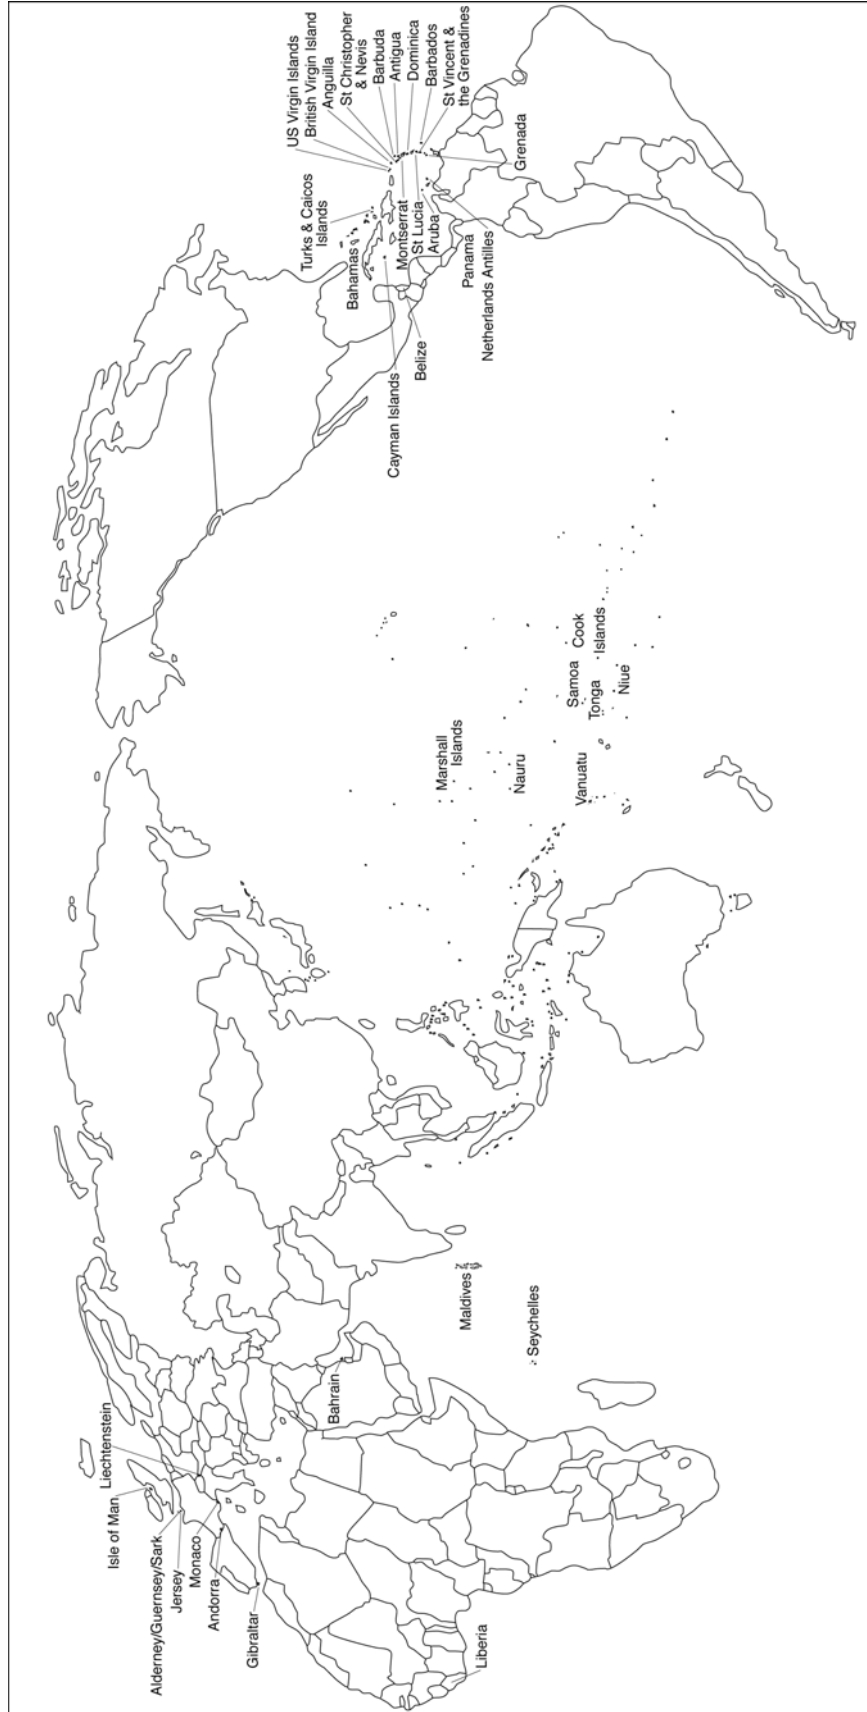 Isle of Man
Liechtenstein
Alderney/Guernsey/Sark
Jersey
Monaco
Andorra
Gibraltar
Liberia
Bahrain
Maldives
Seychelles
Marshall
Islands
Nauru
Vanuatu
Samoa
Tonga
Cook
Islands
Niue
Cayman Islands
Belize
Turks & Caicos
Islands
Bahamas
US Virgin Islands
British Virgin Island
Anguilla
St Christopher
& Nevis
Barbuda
Antigua
Dominica
Barbados
St Vincent &
the Grenadines
Montserrat
St Lucia
Aruba
Panama
Netherlands Antilles
Grenada